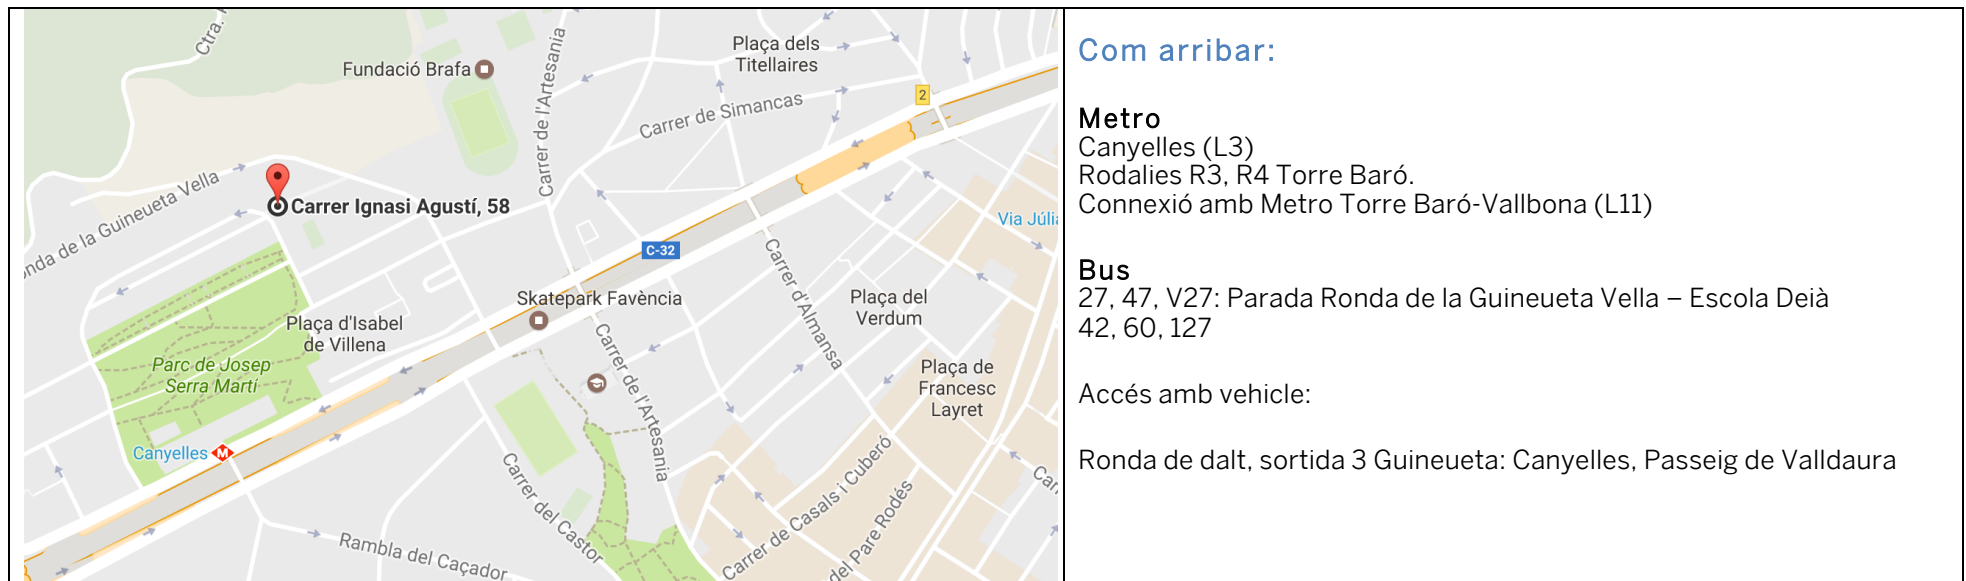 Ctra.
Fundació Brafa
Carrer de l'Artesania
Plaça dels
Titellaires
2
Carrer de Simancas
Guineueta Vella
Ronda de la Guineueta Vella
Carrer Ignasi Agustí, 58
Via Júlia
C-32
Carrer d'Almansa
Skatepark Favència
Plaça del
Verdum
Plaça d'Isabel
de Villena
Parc de Josep
Serra Martí
Carrer de l'Artesania
Plaça de
Francesc
Layret
Canyelles
M
Carrer del Castor
Carrer de Casals i Cuberó
del Pare Rodés
Rambla del Caçador
Com arribar:
Metro
Canyelles (L3)
Rodalies R3, R4 Torre Baró.
Connexió amb Metro Torre Baró-Vallbona (L11)
Bus
27, 47, V27: Parada Ronda de la Guineueta Vella – Escola Deià
42, 60, 127
Accés amb vehicle:
Ronda de dalt, sortida 3 Guineueta: Canyelles, Passeig de Valldaura